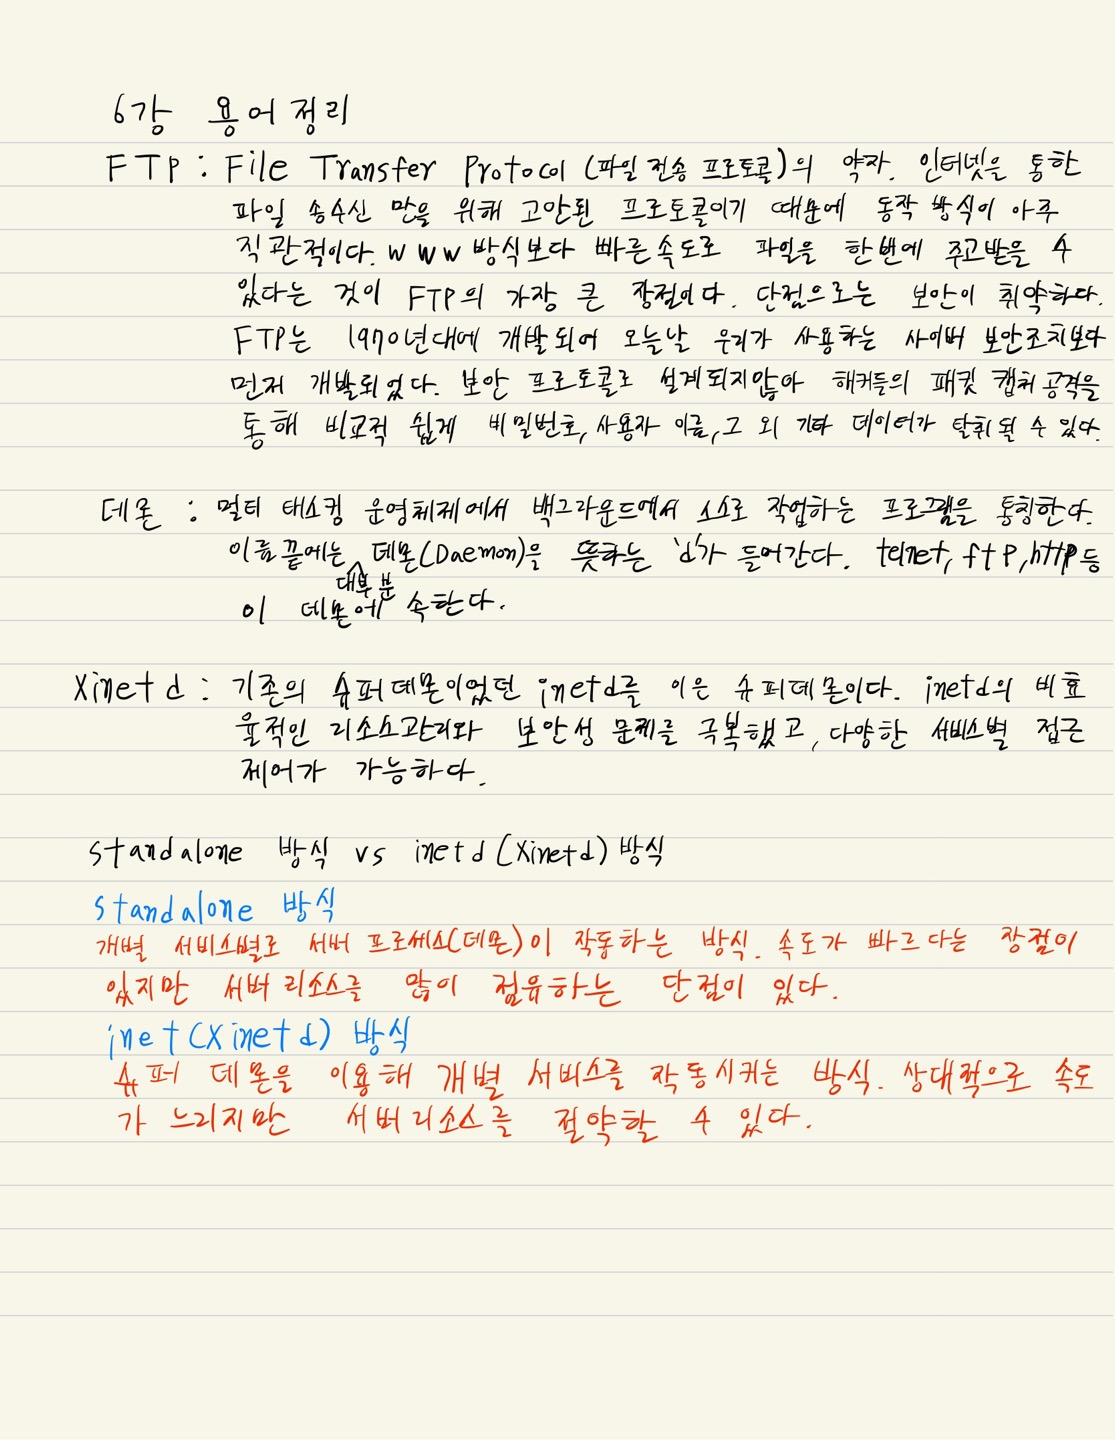 6강 용어정리
FTP : File Transfer Protocol (파일 전송 프로토콜)의 약자. 인터넷을 통한
파일 송수신 만을 위해 고안된 프로토콜이기 때문에 동작 방식이 아주
직관적이다. WWW 방식보다 빠른 속도로 파일을 한번에 주고받을 수
있다는 것이 FTP의 가장 큰 장점이다. 단점으로는 보안이 취약하다.
FTP는 1970년대에 개발되어 오늘날 우리가 사용하는 사이버 보안조치보다
먼저 개발되었다. 보안 프로토콜로 설계되지않아 해커들의 패킷 캡처 공격을
통해 비교적 쉽게 비밀번호, 사용자 이름, 그 외 기타 데이터가 탈취될 수 있다.
데몬 : 멀티 태스킹 운영체제에서 백그라운드에서 스스로 작업하는 프로그램을 통칭한다.
이름끝에는 대부분 데몬(Daemon)을 뜻하는 'd'가 들어간다. telnet, ftp, http등
이 데몬에 속한다.
Xinetd : 기존의 슈퍼데몬이었던 inetd를 이은 슈퍼데몬이다. inetd의 비효
율적인 리소스관리와 보안성 문제를 극복했고, 다양한 서비스별 접근
제어가 가능하다.
standalone 방식 vs inetd (Xinetd) 방식
standalone 방식
개별 서비스별로 서버 프로세스(데몬)이 작동하는 방식. 속도가 빠르다는 장점이
있지만 서버 리소스를 많이 점유하는 단점이 있다.
inet(Xinetd) 방식
슈퍼 데몬을 이용해 개별 서비스를 작동시키는 방식. 상대적으로 속도
가 느리지만 서버리소스를 절약할 수 있다.